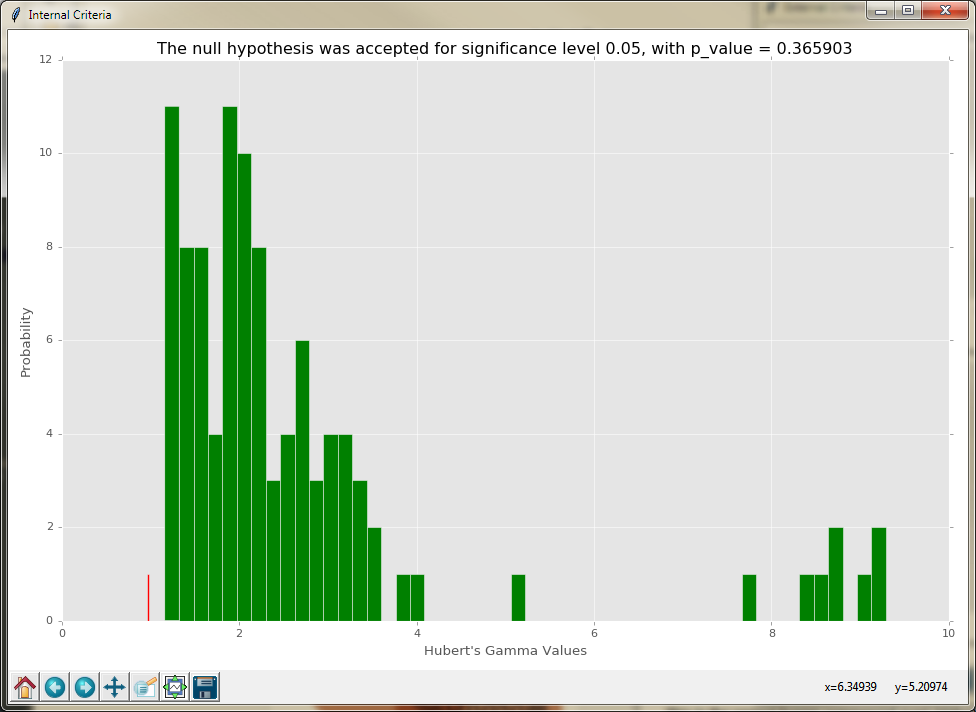 Internal Criteria
The null hypothesis was accepted for significance level 0.05, with p_value = 0.365903
12
10
8
6
4
2
0
Probability
0 2 4 6 8 10
Hubert's Gamma Values
x=6.34939 y=5.20974